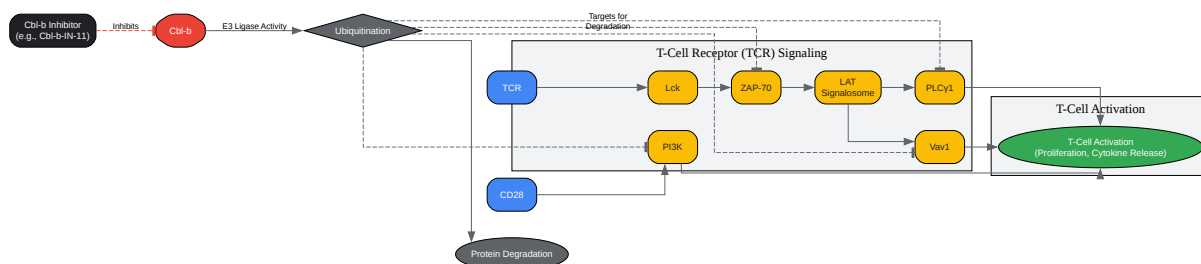 Cbl-b Inhibitor
(e.g., Cbl-b-IN-11)
Inhibits
Cbl-b
E3 Ligase Activity
Ubiquitination
Targets for
Degradation
T-Cell Receptor (TCR) Signaling
TCR
Lck
ZAP-70
LAT
Signalosome
PLCγ1
T-Cell Activation
PI3K
Vav1
T-Cell Activation
(Proliferation, Cytokine Release)
CD28
Protein Degradation